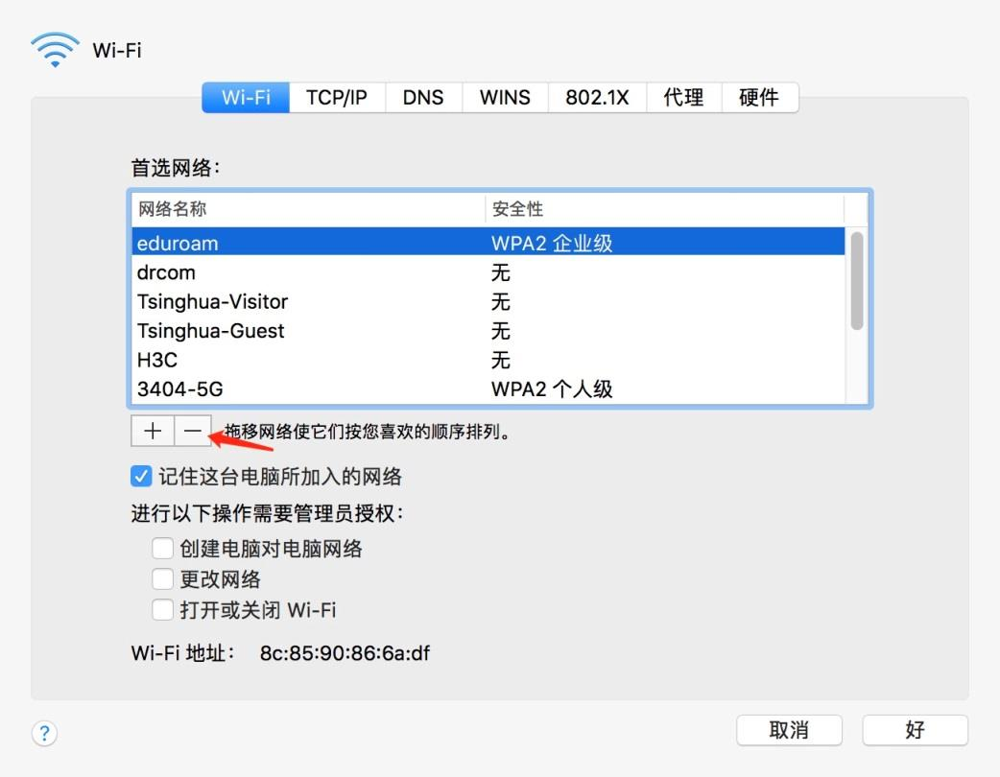 Wi-Fi
Wi-Fi TCP/IP DNS WINS 802.1X 代理 硬件
首选网络：
网络名称 安全性
eduroam WPA2 企业级
drcom 无
Tsinghua-Visitor 无
Tsinghua-Guest 无
H3C 无
3404-5G WPA2 个人级
+ − 拖移网络使它们按您喜欢的顺序排列。
记住这台电脑所加入的网络
进行以下操作需要管理员授权：
创建电脑对电脑网络
更改网络
打开或关闭 Wi-Fi
Wi-Fi 地址： 8c:85:90:86:6a:df
? 取消 好